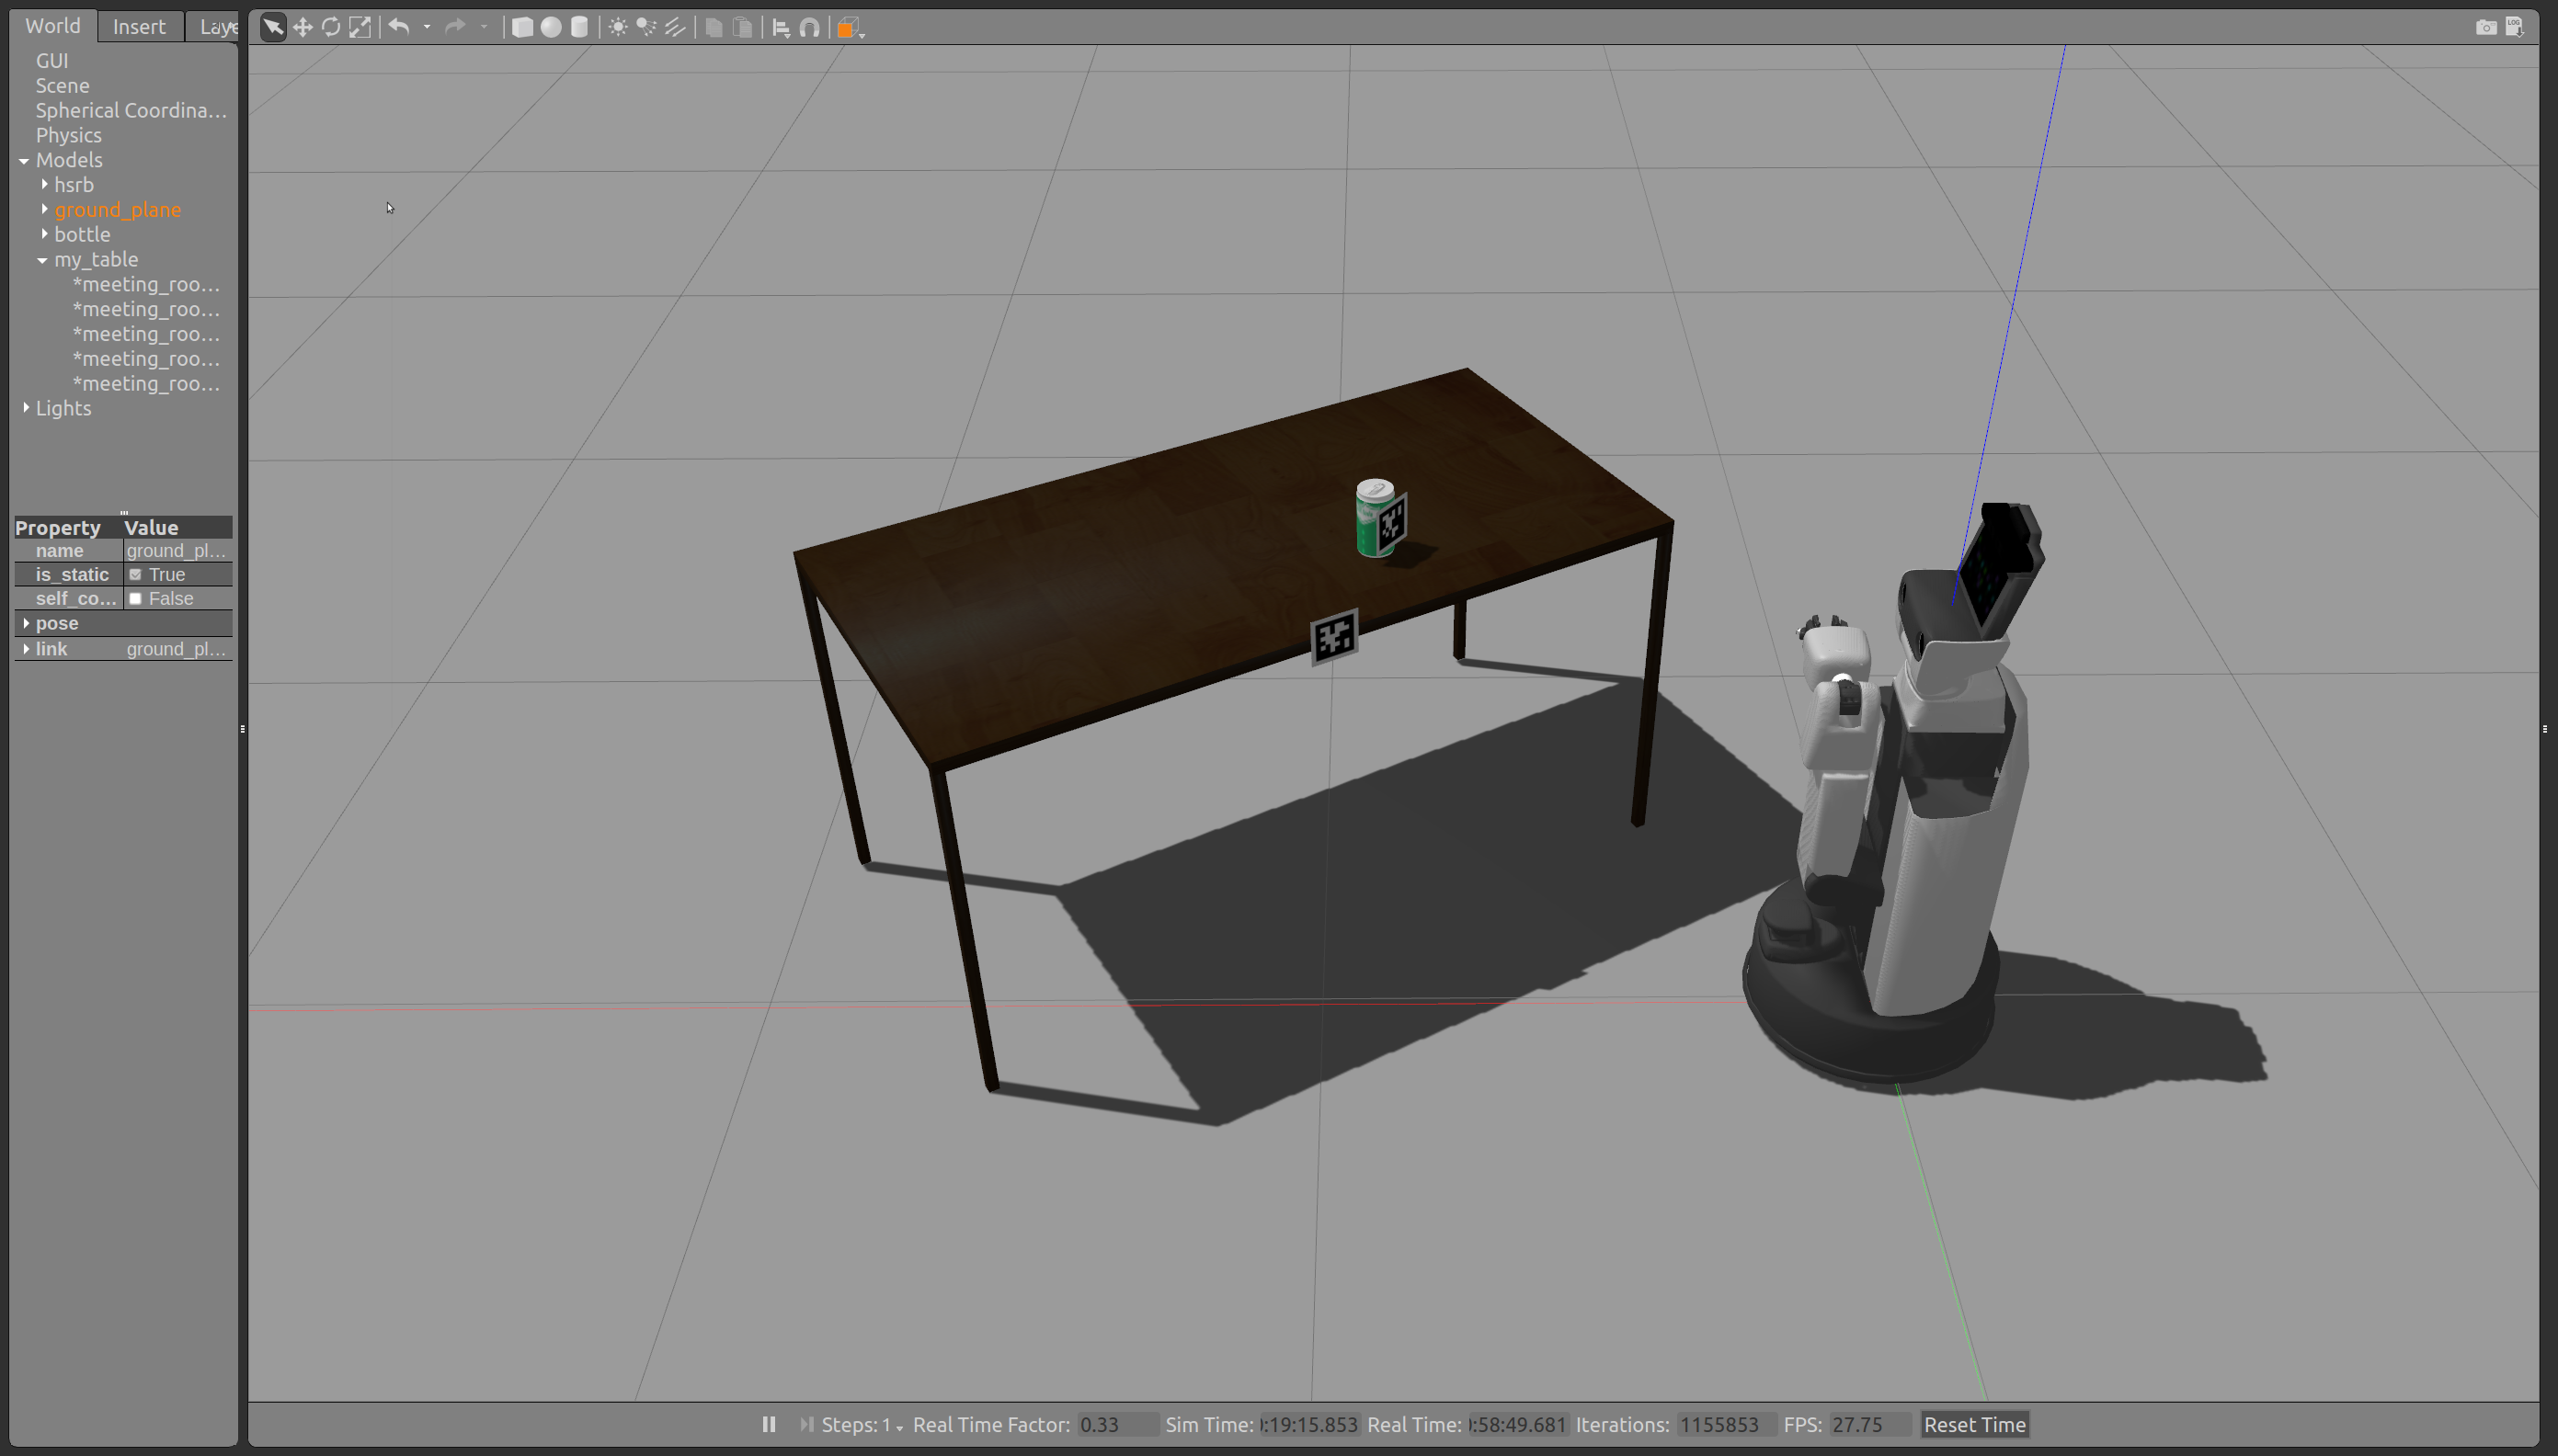 World Insert Laye
GUI
Scene
Spherical Coordina...
Physics
Models
hsrb
ground_plane
bottle
my_table
*meeting_roo...
*meeting_roo...
*meeting_roo...
*meeting_roo...
*meeting_roo...
Lights
Property Value
name ground_pl...
is_static True
self_co... False
pose
link ground_pl...
LOG
Steps: 1 Real Time Factor: 0.33 Sim Time: :19:15.853 Real Time: :58:49.681 Iterations: 1155853 FPS: 27.75 Reset Time